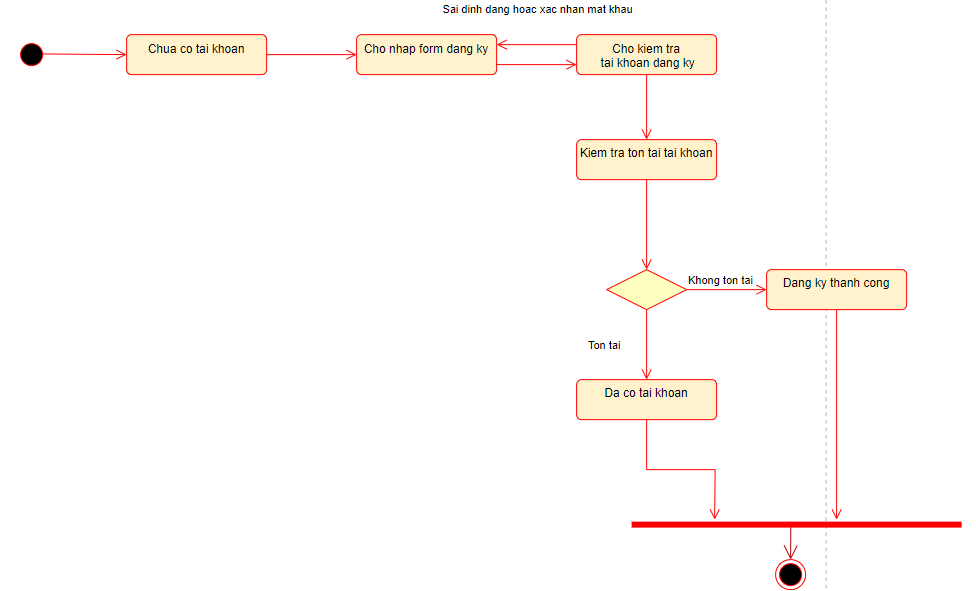 Sai dinh dang hoac xac nhan mat khau
Chua co tai khoan
Cho nhap form dang ky
Cho kiem tra
tai khoan dang ky
Kiem tra ton tai tai khoan
Khong ton tai
Dang ky thanh cong
Ton tai
Da co tai khoan